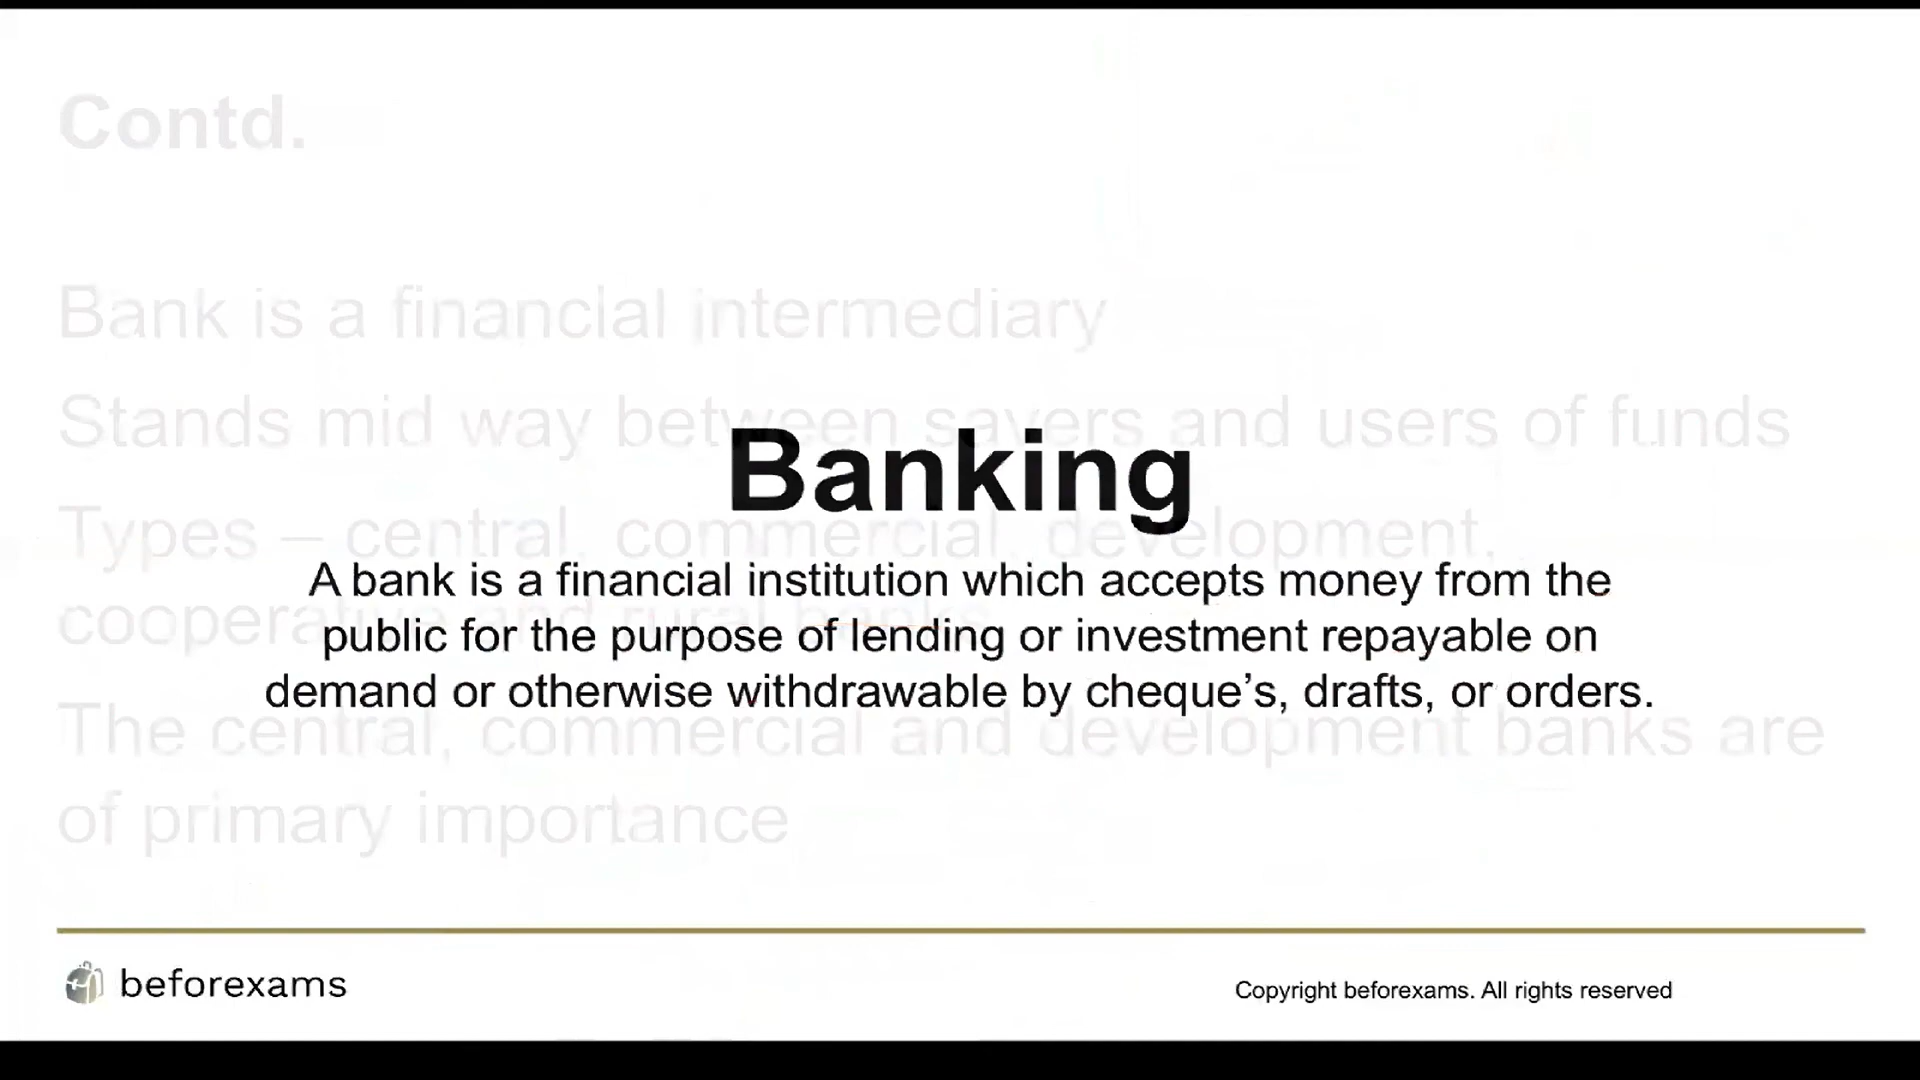 Contd.
Bank is a financial intermediary
Stands mid way between savers and users of funds
Types – central, commercial, development,
cooperative and rural banks
The central, commercial and development banks are
of primary importance
Banking
A bank is a financial institution which accepts money from the
public for the purpose of lending or investment repayable on
demand or otherwise withdrawable by cheque’s, drafts, or orders.
beforexams
Copyright beforexams. All rights reserved